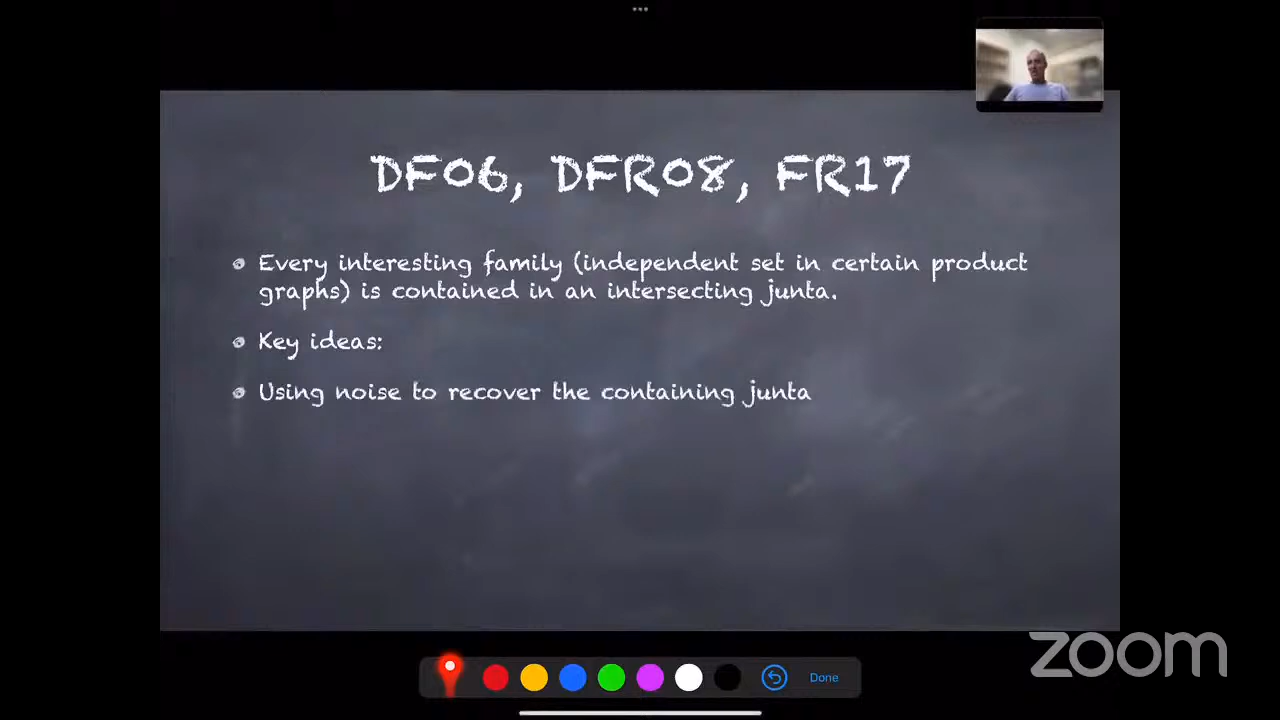 DF06, DFR08, FR17
Every interesting family (independent set in certain product
graphs) is contained in an intersecting junta.
Key ideas:
Using noise to recover the containing junta
Done
zoom